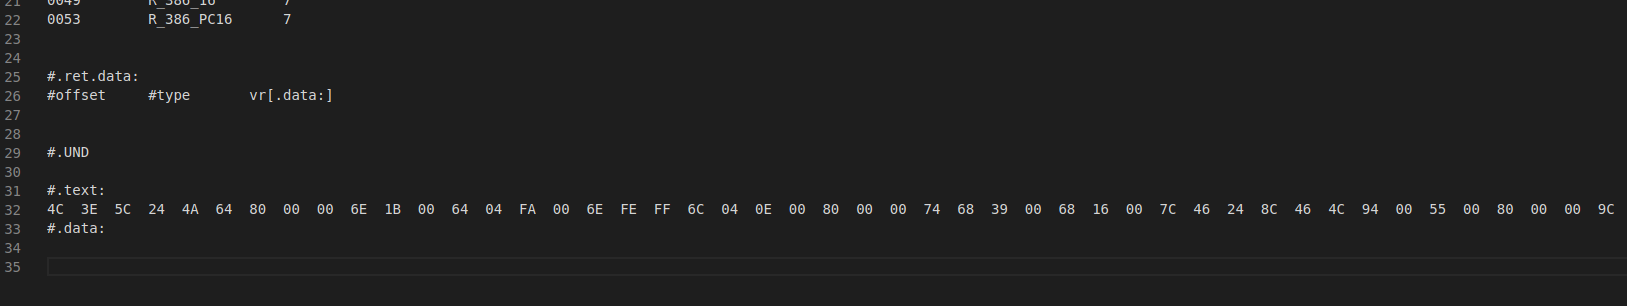 21 0049 R_386_16 7
22 0053 R_386_PC16 7
23
24
25 #.ret.data:
26 #offset #type vr[.data:]
27
28
29 #.UND
30
31 #.text:
32 4C 3E 5C 24 4A 64 80 00 00 6E 1B 00 64 04 FA 00 6E FE FF 6C 04 0E 00 80 00 00 74 68 39 00 68 16 00 7C 46 24 8C 46 4C 94 00 55 00 80 00 00 9C
33 #.data:
34
35